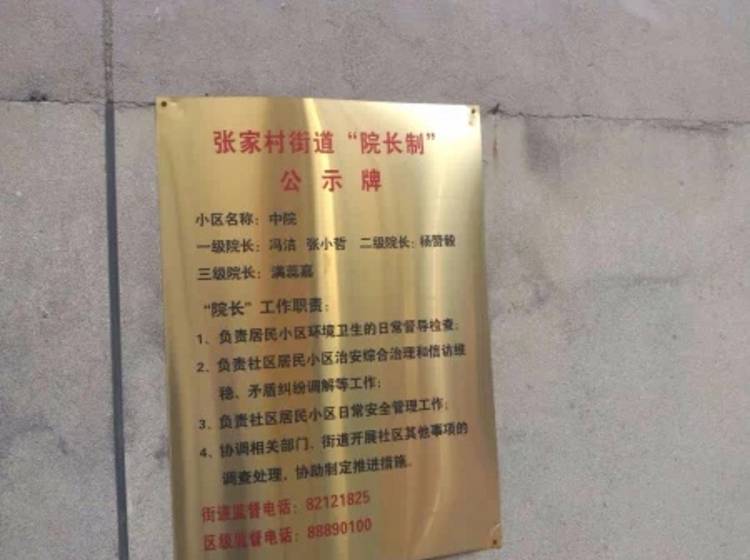 张家村街道“院长制”
公示牌
小区名称：中院
一级院长：冯洁 张小哲 二级院长：杨赞毅
三级院长：满蕊嘉
“院长”工作职责：
1、负责居民小区环境卫生的日常督导检查；
2、负责社区居民小区治安综合治理和信访维
稳、矛盾纠纷调解等工作；
3、负责社区居民小区日常安全管理工作；
4、协调相关部门、街道开展社区其他事项的
调查处理，协助制定推进措施。
街道监督电话：82121825
区级监督电话：88890100